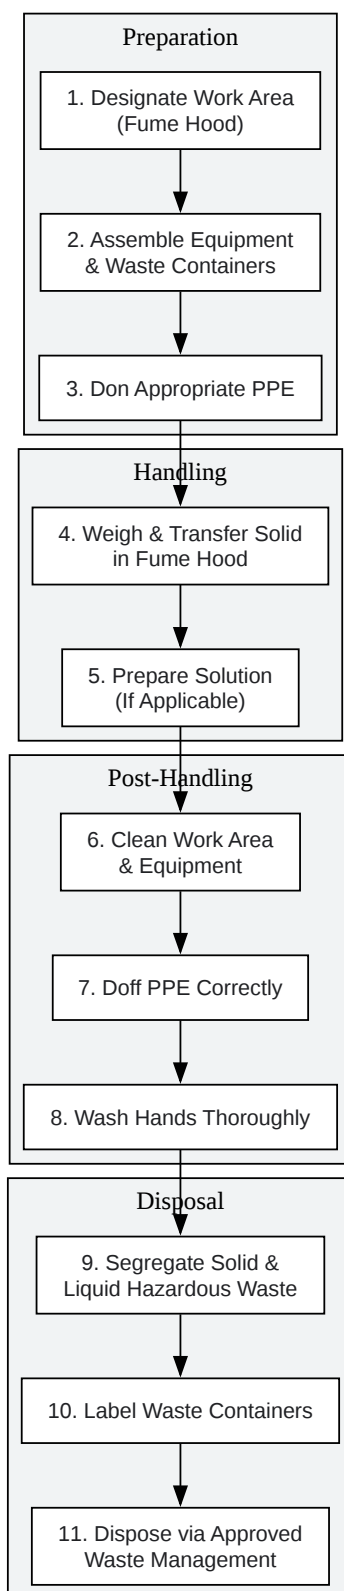 Preparation
1. Designate Work Area
(Fume Hood)
2. Assemble Equipment
& Waste Containers
3. Don Appropriate PPE
Handling
4. Weigh & Transfer Solid
in Fume Hood
5. Prepare Solution
(If Applicable)
Post-Handling
6. Clean Work Area
& Equipment
7. Doff PPE Correctly
8. Wash Hands Thoroughly
Disposal
9. Segregate Solid &
Liquid Hazardous Waste
10. Label Waste Containers
11. Dispose via Approved
Waste Management